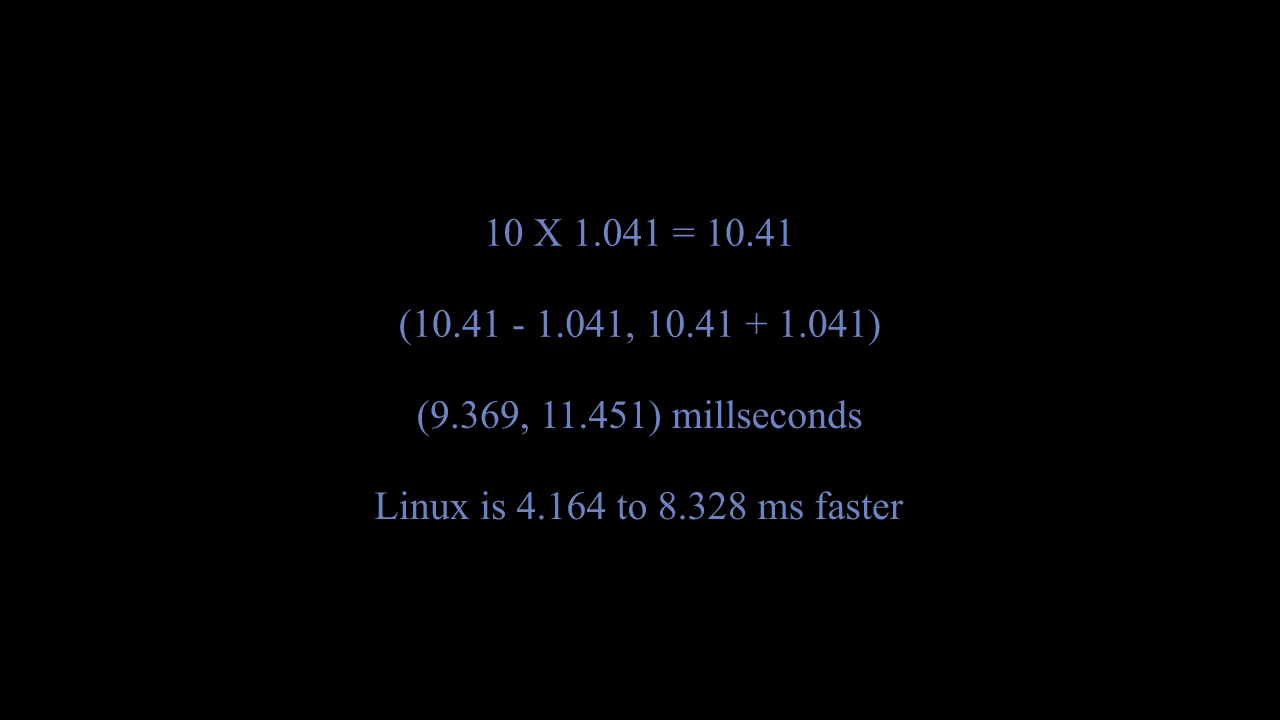 10 X 1.041 = 10.41
(10.41 - 1.041, 10.41 + 1.041)
(9.369, 11.451) millseconds
Linux is 4.164 to 8.328 ms faster